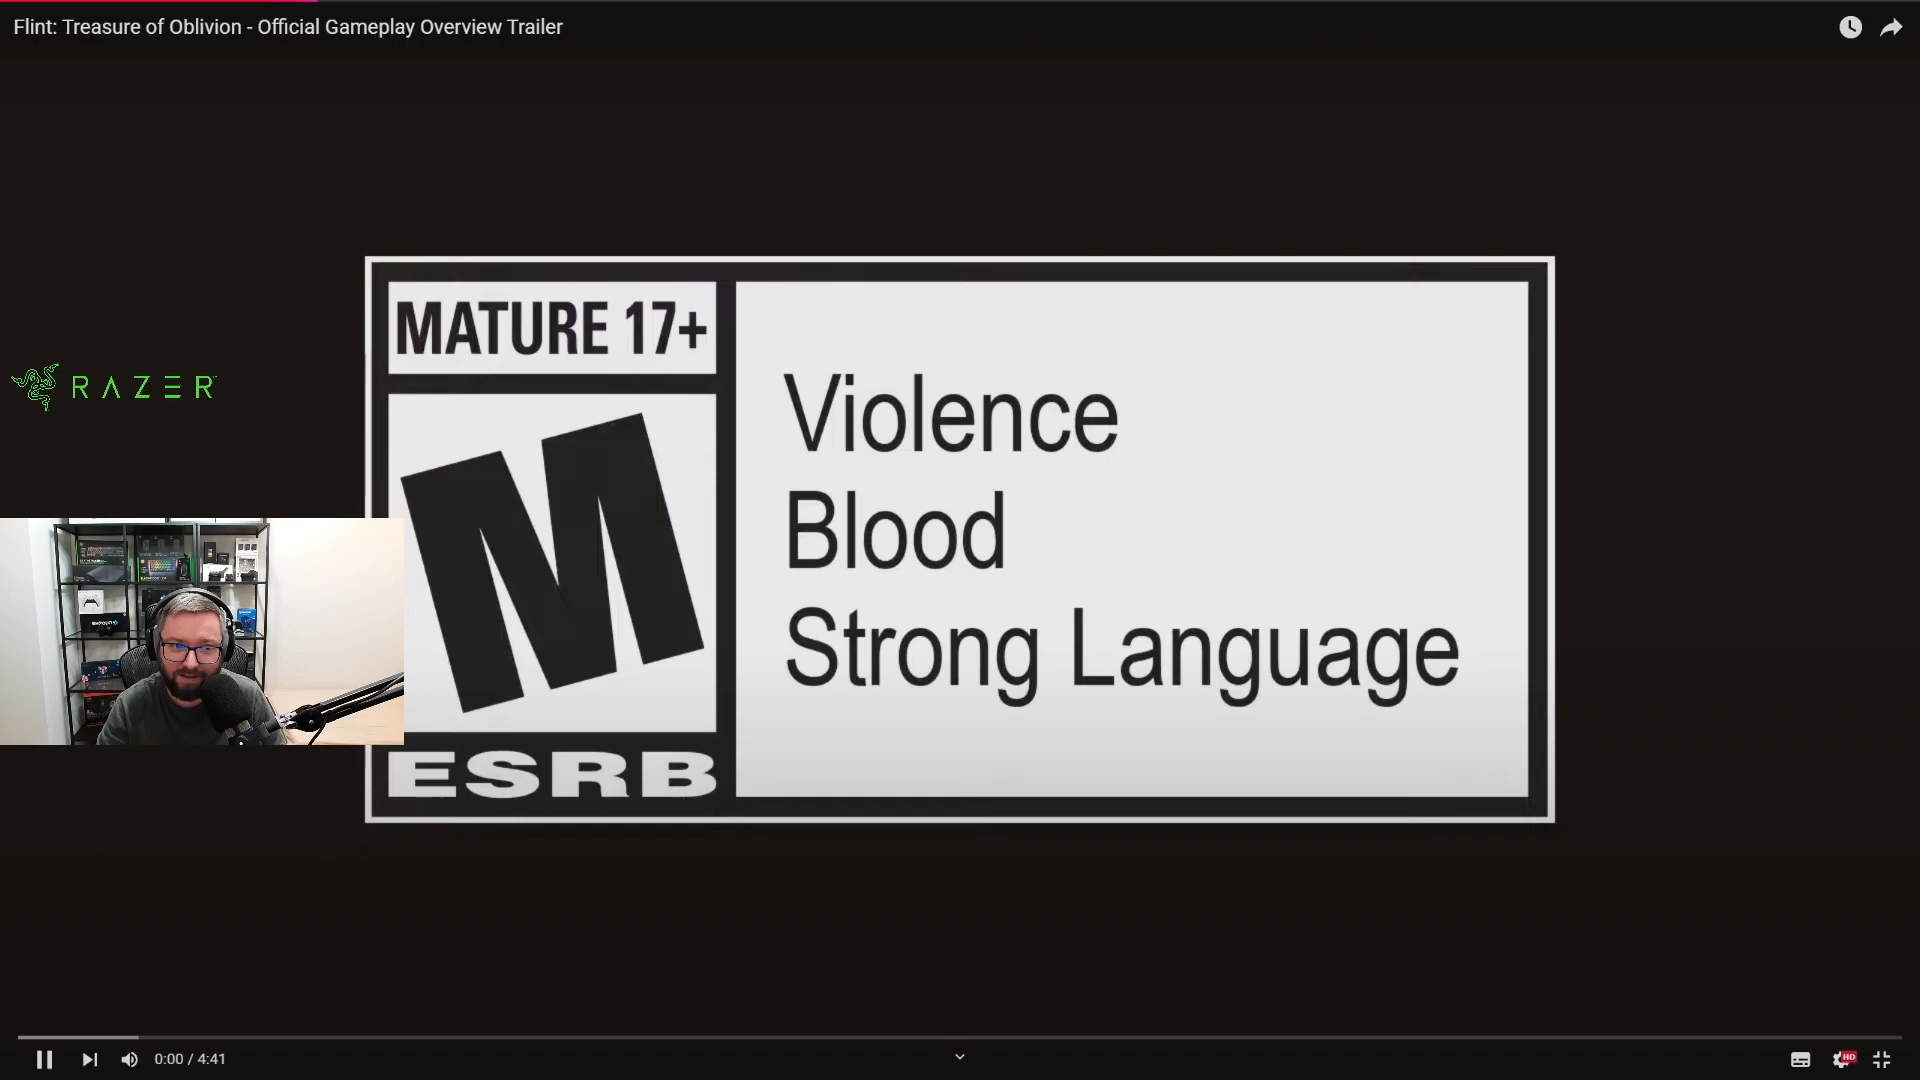 Flint: Treasure of Oblivion - Official Gameplay Overview Trailer
MATURE 17+
M
ESRB
Violence
Blood
Strong Language
RAZER
0:00 / 4:41
HD